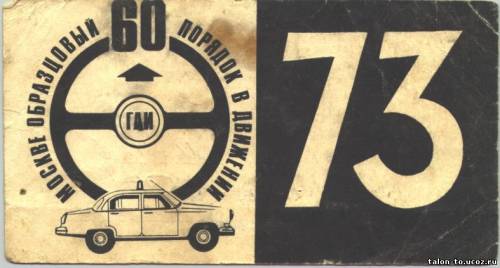 МОСКВЕ ОБРАЗЦОВЫЙ ПОРЯДОК В ДВИЖЕНИИ
60
ГАИ
73
talon-to.ucoz.ru